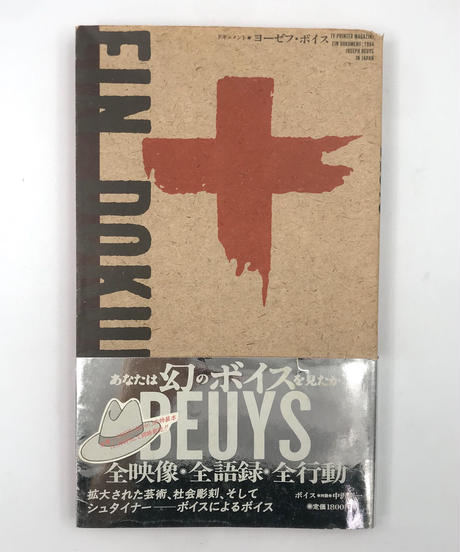 ドキュメント● ヨーゼフ・ボイス
TV PRINTED MAGAZINE
EIN DOKUMENT; 1984
JOSEPH BEUYS
IN JAPAN
EIN DOKU
あなたは幻のボイスを見たか
BEUYS
全映像・全語録・全行動
拡大された芸術、社会彫刻、そして
シュタイナー――ボイスによるボイス
ボイス
●定価1800